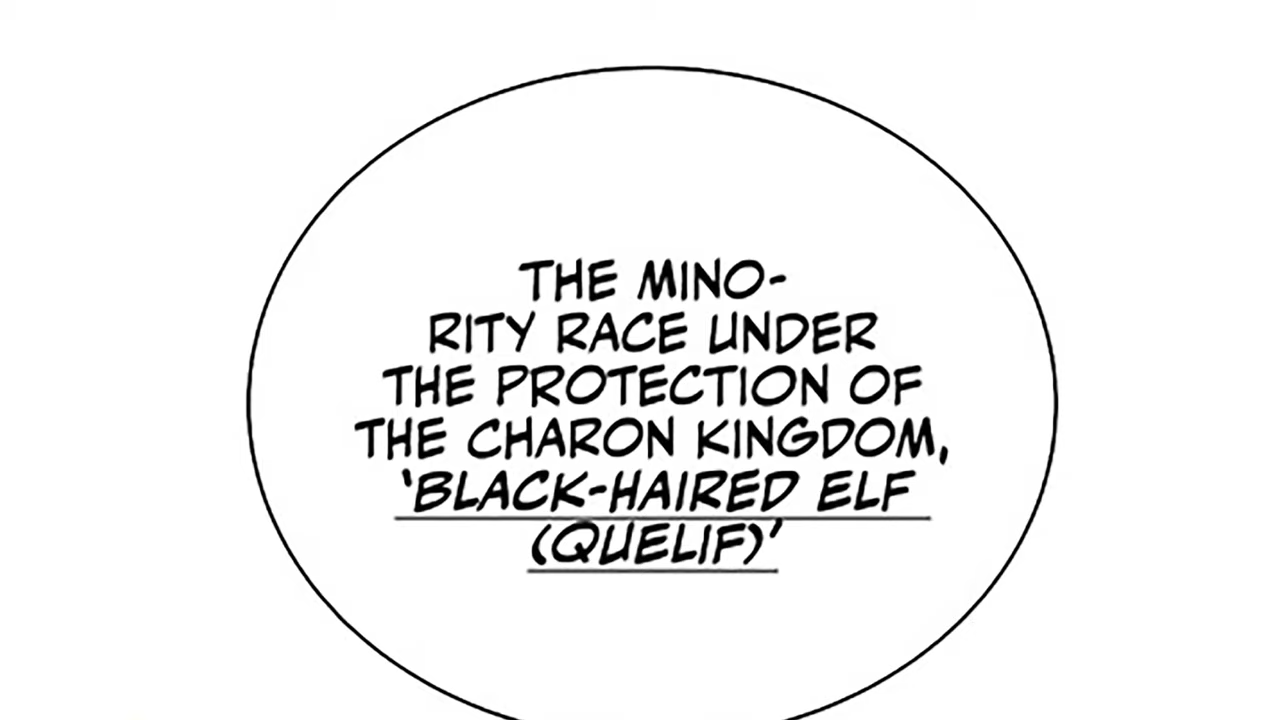 THE MINO-
RITY RACE UNDER
THE PROTECTION OF
THE CHARON KINGDOM,
'BLACK-HAIRED ELF
(QUELIF)'